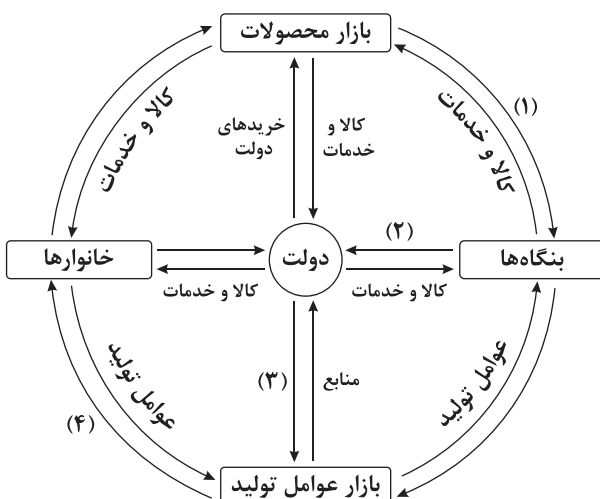 بازار محصولات
(۱)
کالا و خدمات
کالا و خدمات
خریدهای
دولت
کالا و
خدمات
(۲)
بنگاه‌ها
دولت
خانوارها
کالا و خدمات
کالا و خدمات
(۳)
منابع
عوامل تولید
عوامل تولید
(۴)
بازار عوامل تولید